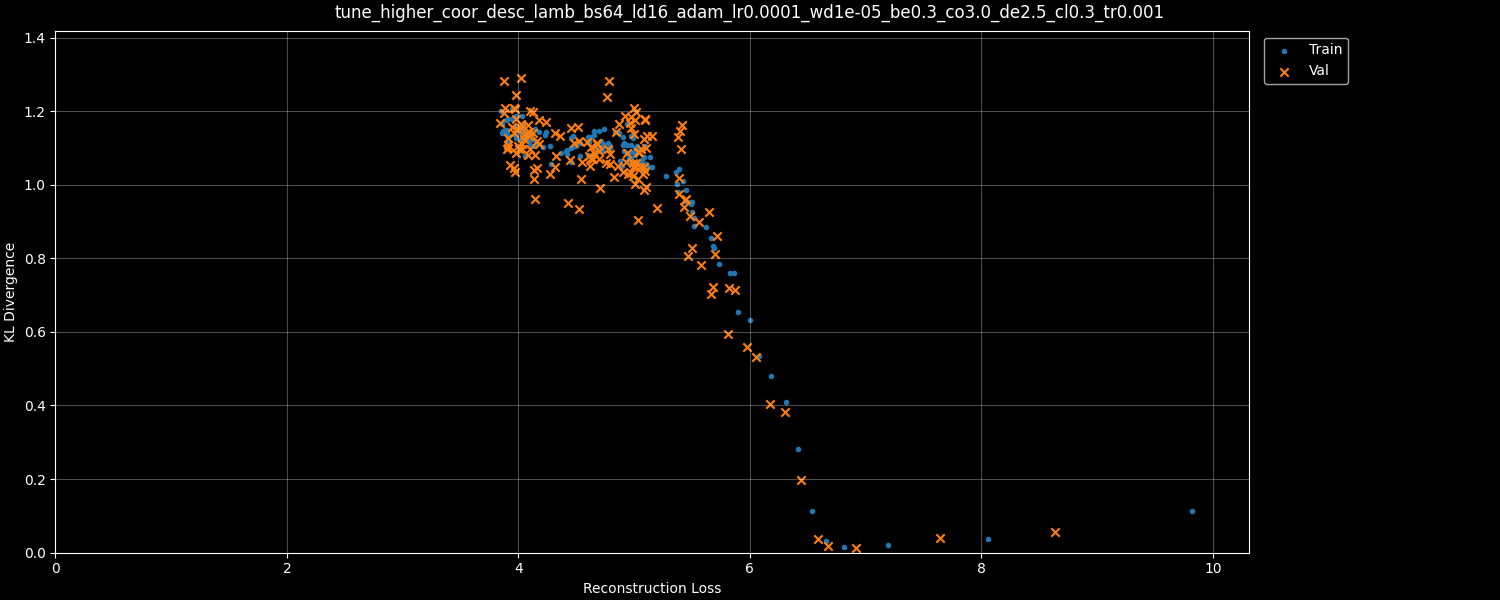 tune_higher_coor_desc_lamb_bs64_ld16_adam_lr0.0001_wd1e-05_be0.3_co3.0_de2.5_cl0.3_tr0.001
1.4
1.2
1.0
0.8
0.6
0.4
0.2
0.0
KL Divergence
0 2 4 6 8 10
Reconstruction Loss
Train
Val